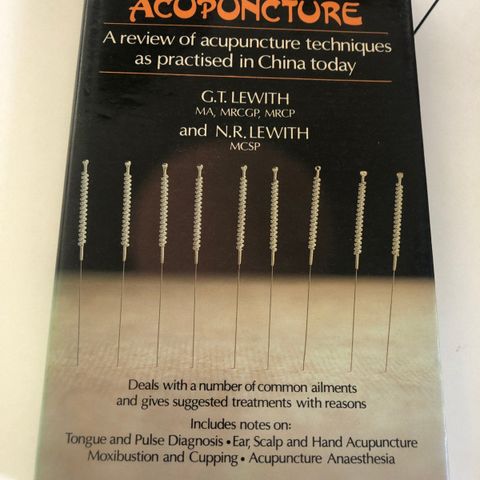 ACUPUNCTURE
A review of acupuncture techniques
as practised in China today
G.T. LEWITH
MA, MRCGP, MRCP
and N.R. LEWITH
MCSP
Deals with a number of common ailments
and gives suggested treatments with reasons
Includes notes on:
Tongue and Pulse Diagnosis • Ear, Scalp and Hand Acupuncture
Moxibustion and Cupping • Acupuncture Anaesthesia